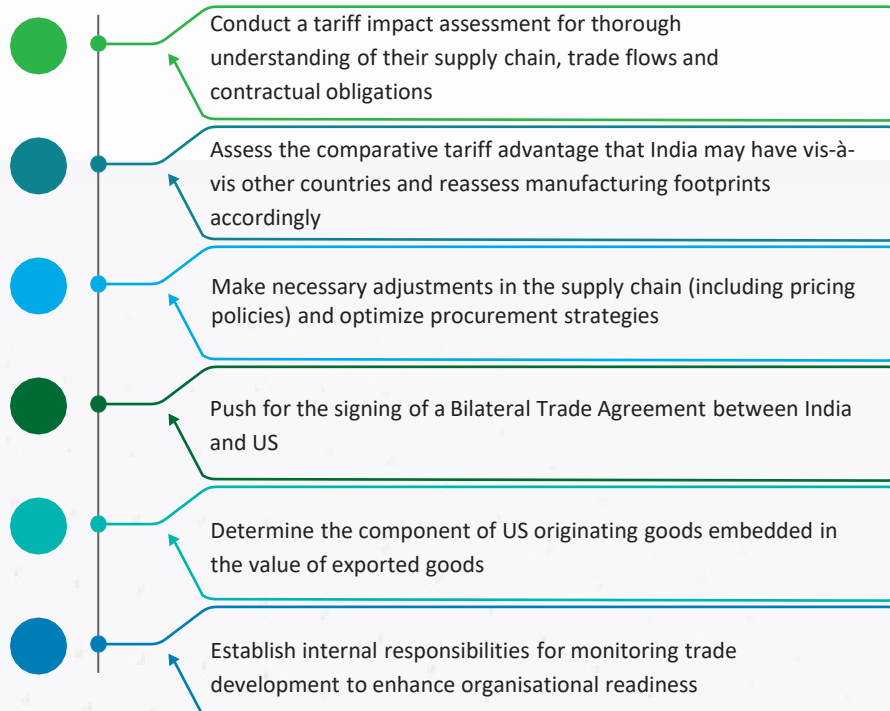 Conduct a tariff impact assessment for thorough
understanding of their supply chain, trade flows and
contractual obligations
Assess the comparative tariff advantage that India may have vis-à-
vis other countries and reassess manufacturing footprints
accordingly
Make necessary adjustments in the supply chain (including pricing
policies) and optimize procurement strategies
Push for the signing of a Bilateral Trade Agreement between India
and US
Determine the component of US originating goods embedded in
the value of exported goods
Establish internal responsibilities for monitoring trade
development to enhance organisational readiness